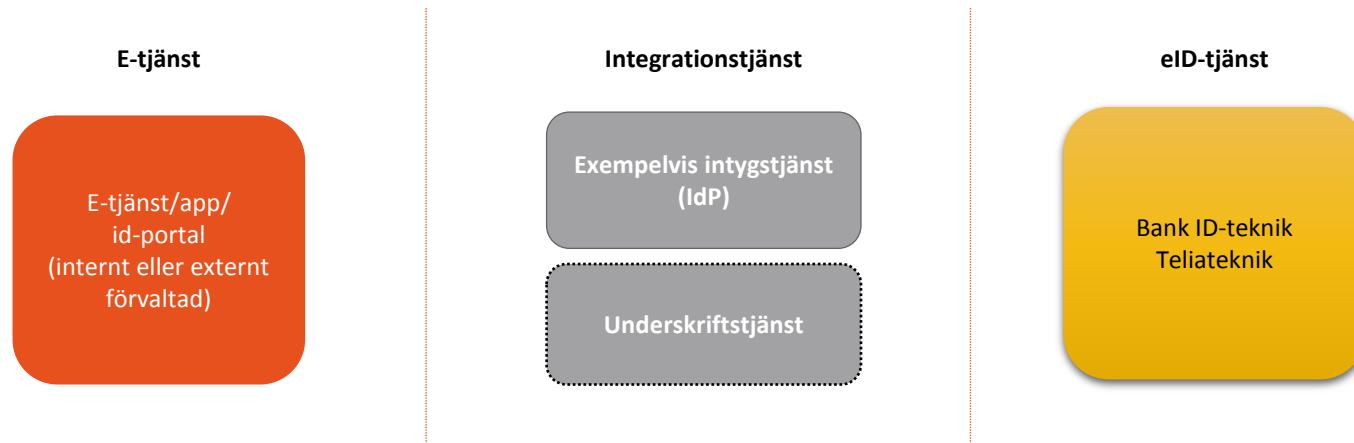 E-tjänst
E-tjänst/app/
id-portal
(internt eller externt
förvaltad)
Integrationstjänst
Exempelvis intygstjänst
(IdP)
Underskriftstjänst
eID-tjänst
Bank ID-teknik
Teliateknik